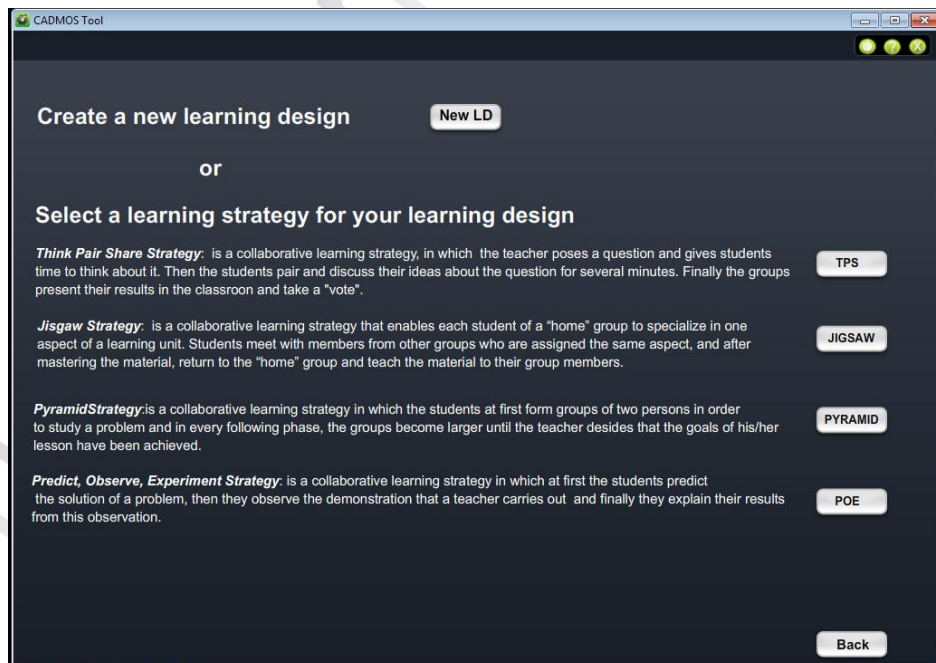 CADMOS Tool
Create a new learning design
New LD
or
Select a learning strategy for your learning design
Think Pair Share Strategy: is a collaborative learning strategy, in which the teacher poses a question and gives students
time to think about it. Then the students pair and discuss their ideas about the question for several minutes. Finally the groups
present their results in the classroon and take a "vote".
TPS
Jisgaw Strategy: is a collaborative learning strategy that enables each student of a “home” group to specialize in one
aspect of a learning unit. Students meet with members from other groups who are assigned the same aspect, and after
mastering the material, return to the “home” group and teach the material to their group members.
JIGSAW
PyramidStrategy:is a collaborative learning strategy in which the students at first form groups of two persons in order
to study a problem and in every following phase, the groups become larger until the teacher desides that the goals of his/her
lesson have been achieved.
PYRAMID
Predict, Observe, Experiment Strategy: is a collaborative learning strategy in which at first the students predict
the solution of a problem, then they observe the demonstration that a teacher carries out and finally they explain their results
from this observation.
POE
Back